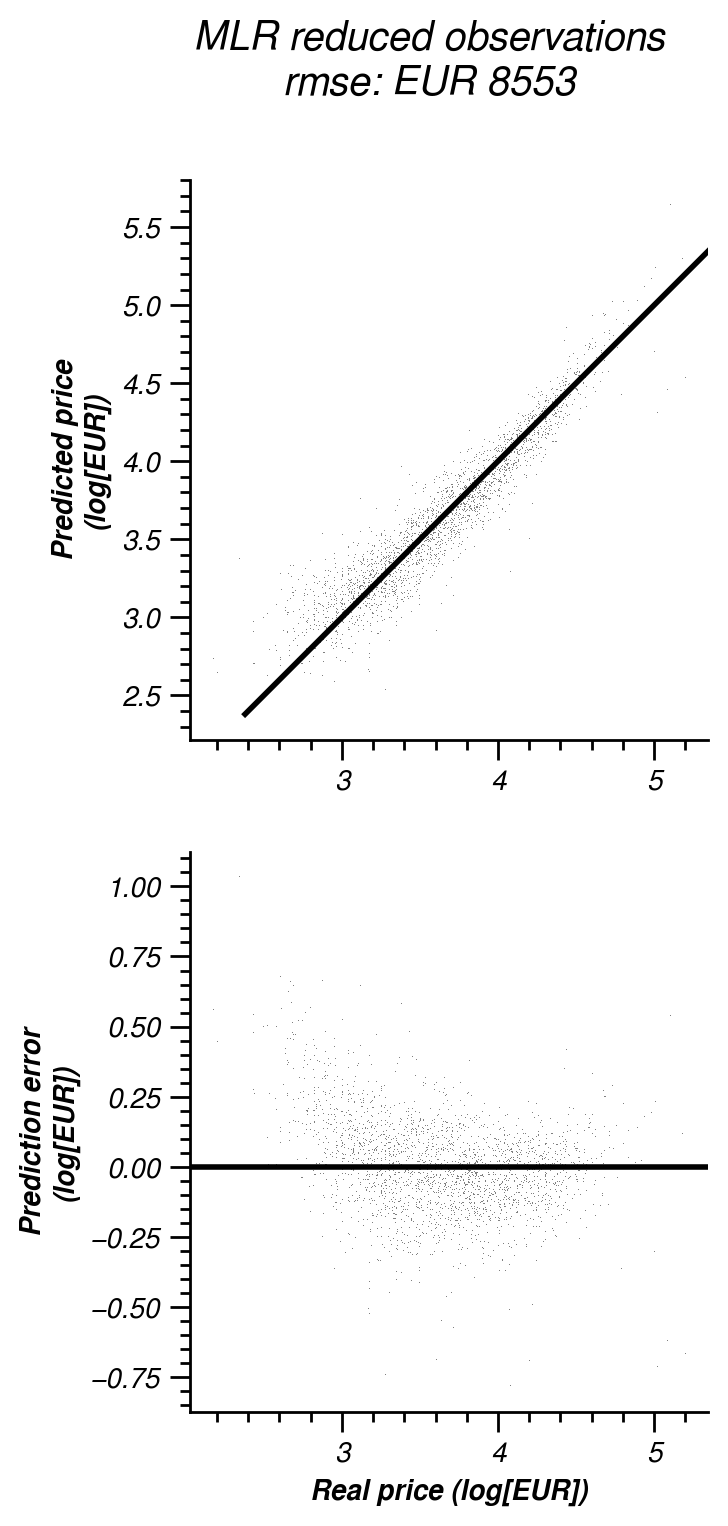 MLR reduced observations
rmse: EUR 8553
5.5
5.0
4.5
4.0
3.5
3.0
2.5
Predicted price
(log[EUR])
3 4 5
1.00
0.75
0.50
0.25
0.00
−0.25
−0.50
−0.75
Prediction error
(log[EUR])
3 4 5
Real price (log[EUR])